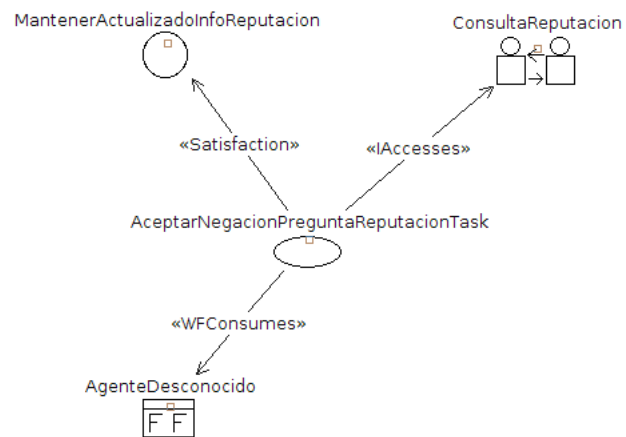 MantenerActualizadoInfoReputacion
ConsultaReputacion
«Satisfaction»
«IAccesses»
AceptarNegacionPreguntaReputacionTask
«WFConsumes»
AgenteDesconocido
F F